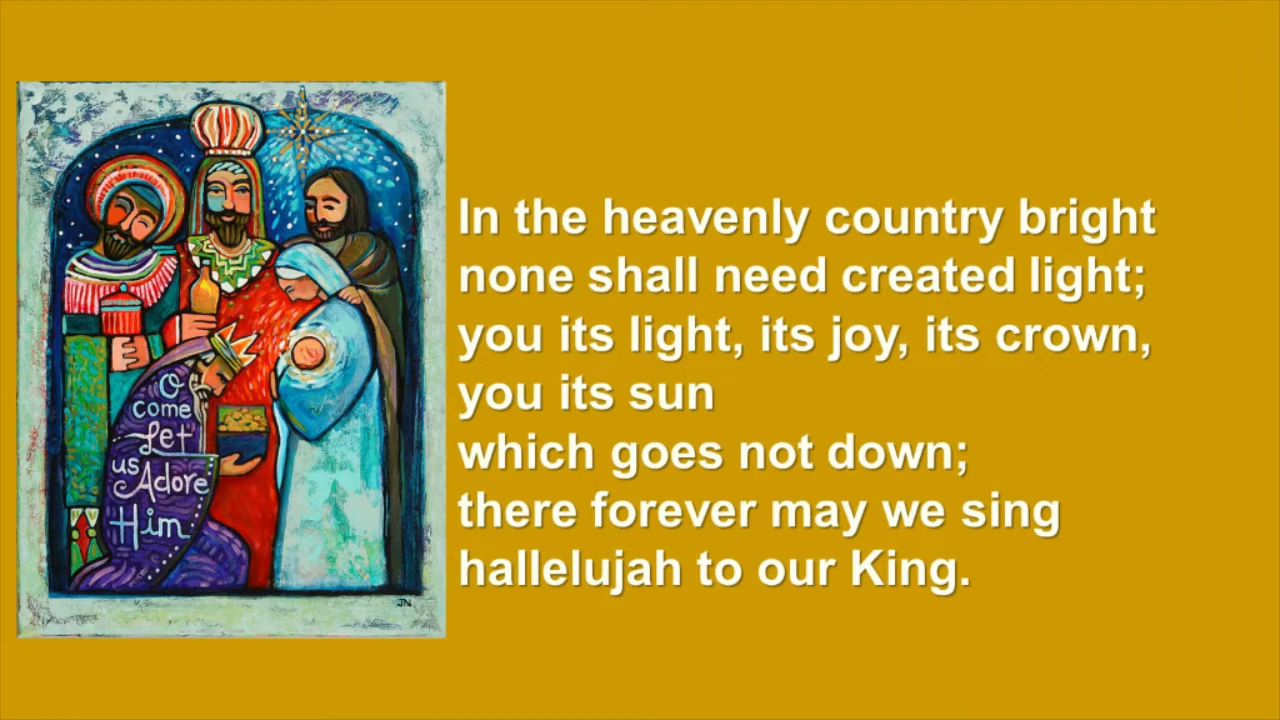 O
come
Let
us
Adore
Him
JN
In the heavenly country bright
none shall need created light;
you its light, its joy, its crown,
you its sun
which goes not down;
there forever may we sing
hallelujah to our King.